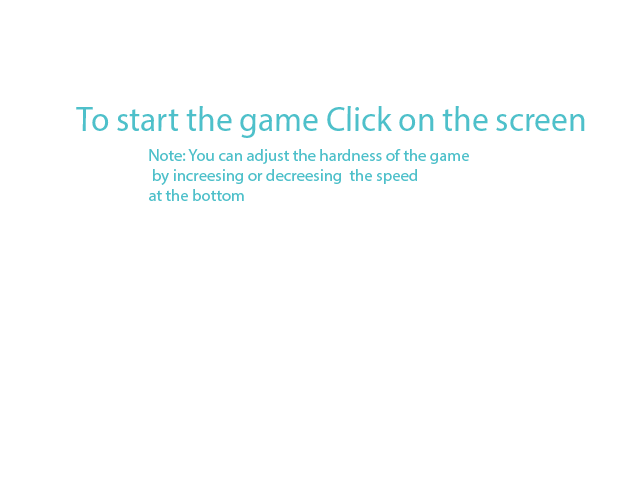 To start the game Click on the screen
Note: You can adjust the hardness of the game
by increesing or decreesing  the speed
at the bottom